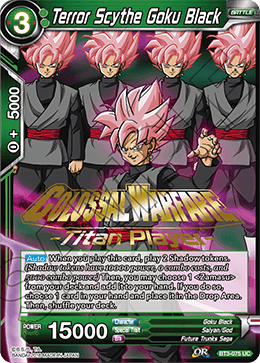 3
Terror Scythe Goku Black
BATTLE
0 + 5000
COLOSSAL WARFARE
-Titan Player-
Auto When you play this card, play 2 Shadow tokens.
(Shadow tokens have 10000 power, 0 combo costs, and
5000 combo power.) Then, you may choose 1 <Zamasu>
from your deck and add it to your hand. If you do so,
choose 1 card in your hand and place it in the Drop Area.
Then, shuffle your deck.
POWER
15000
Character
Goku Black
Special Trait
Saiyan God
Era
Future Trunks Saga
BT3-075 UC